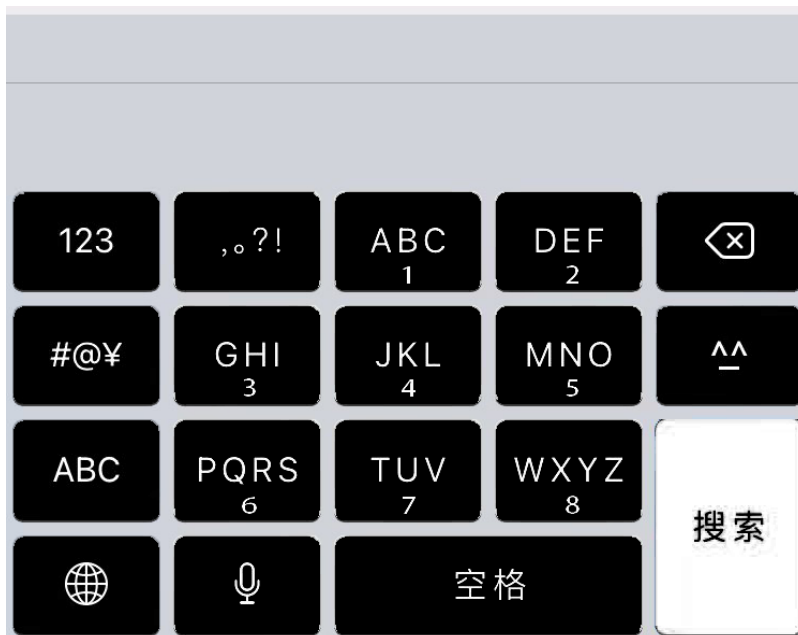 123 ,。?! ABC DEF
1 2
#@¥ GHI JKL MNO ^_^
3 4 5
ABC PQRS TUV WXYZ
6 7 8
搜索
空格